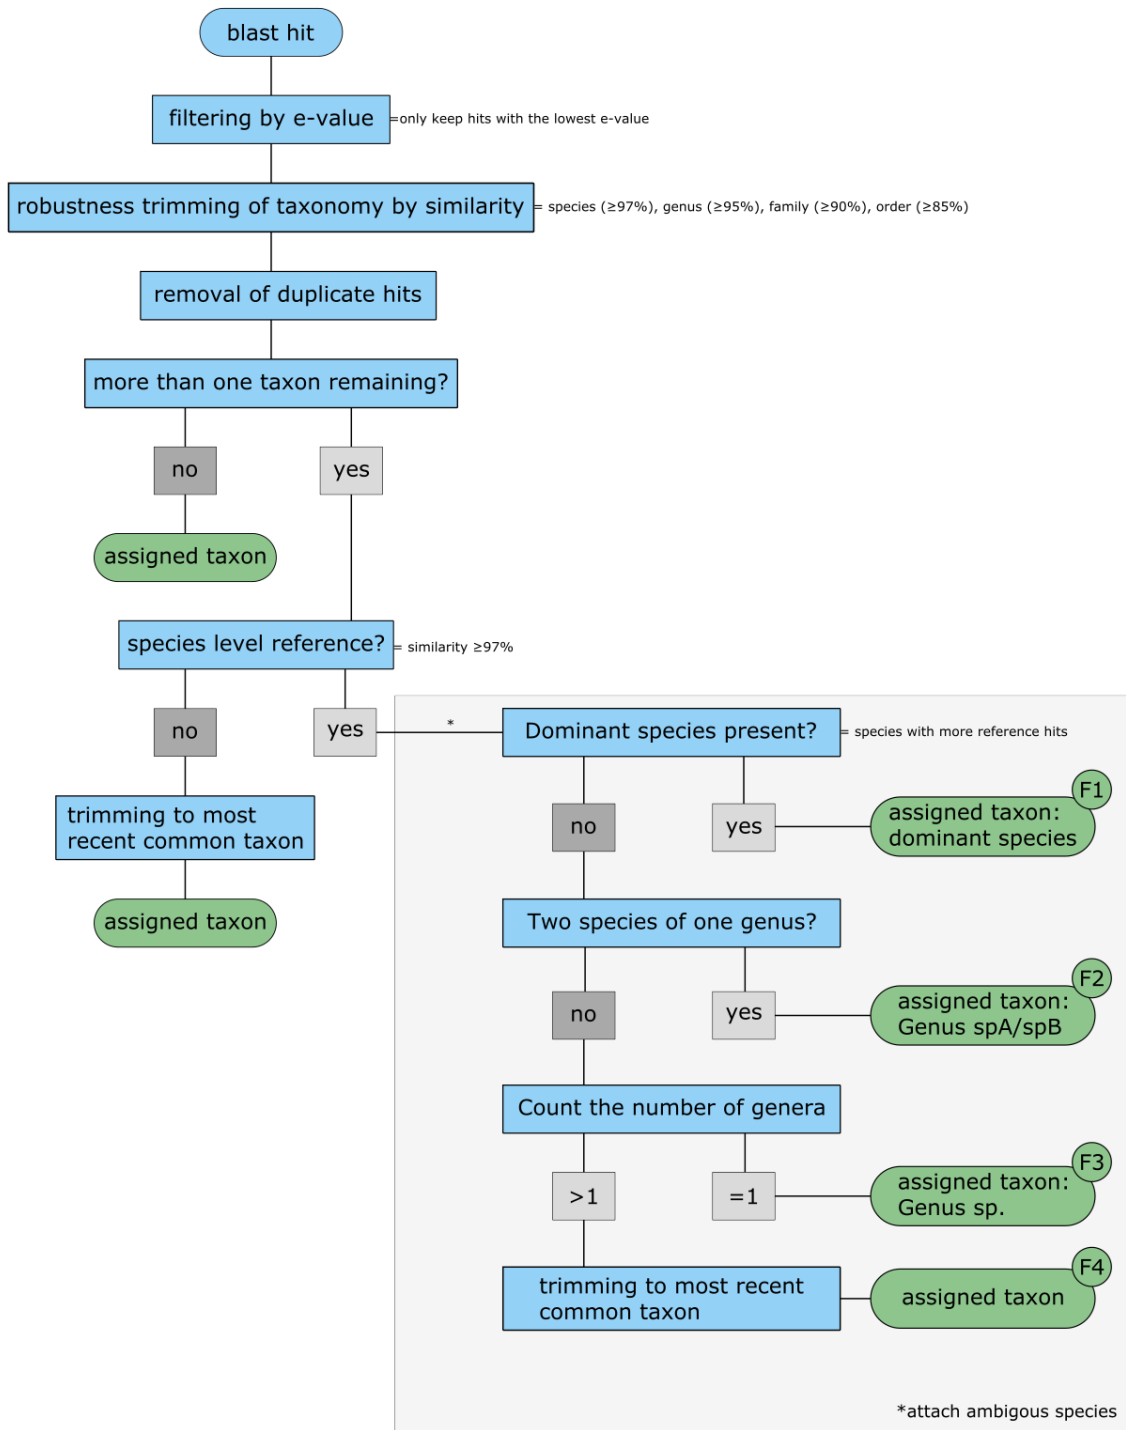 blast hit
filtering by e-value
=only keep hits with the lowest e-value
robustness trimming of taxonomy by similarity
= species (≥97%), genus (≥95%), family (≥90%), order (≥85%)
removal of duplicate hits
more than one taxon remaining?
no
yes
assigned taxon
species level reference?
= similarity ≥97%
no
yes
*
Dominant species present?
= species with more reference hits
trimming to most
recent common taxon
assigned taxon
no
yes
F1
assigned taxon:
dominant species
Two species of one genus?
no
yes
F2
assigned taxon:
Genus spA/spB
Count the number of genera
>1
=1
F3
assigned taxon:
Genus sp.
trimming to most recent
common taxon
F4
assigned taxon
*attach ambigous species